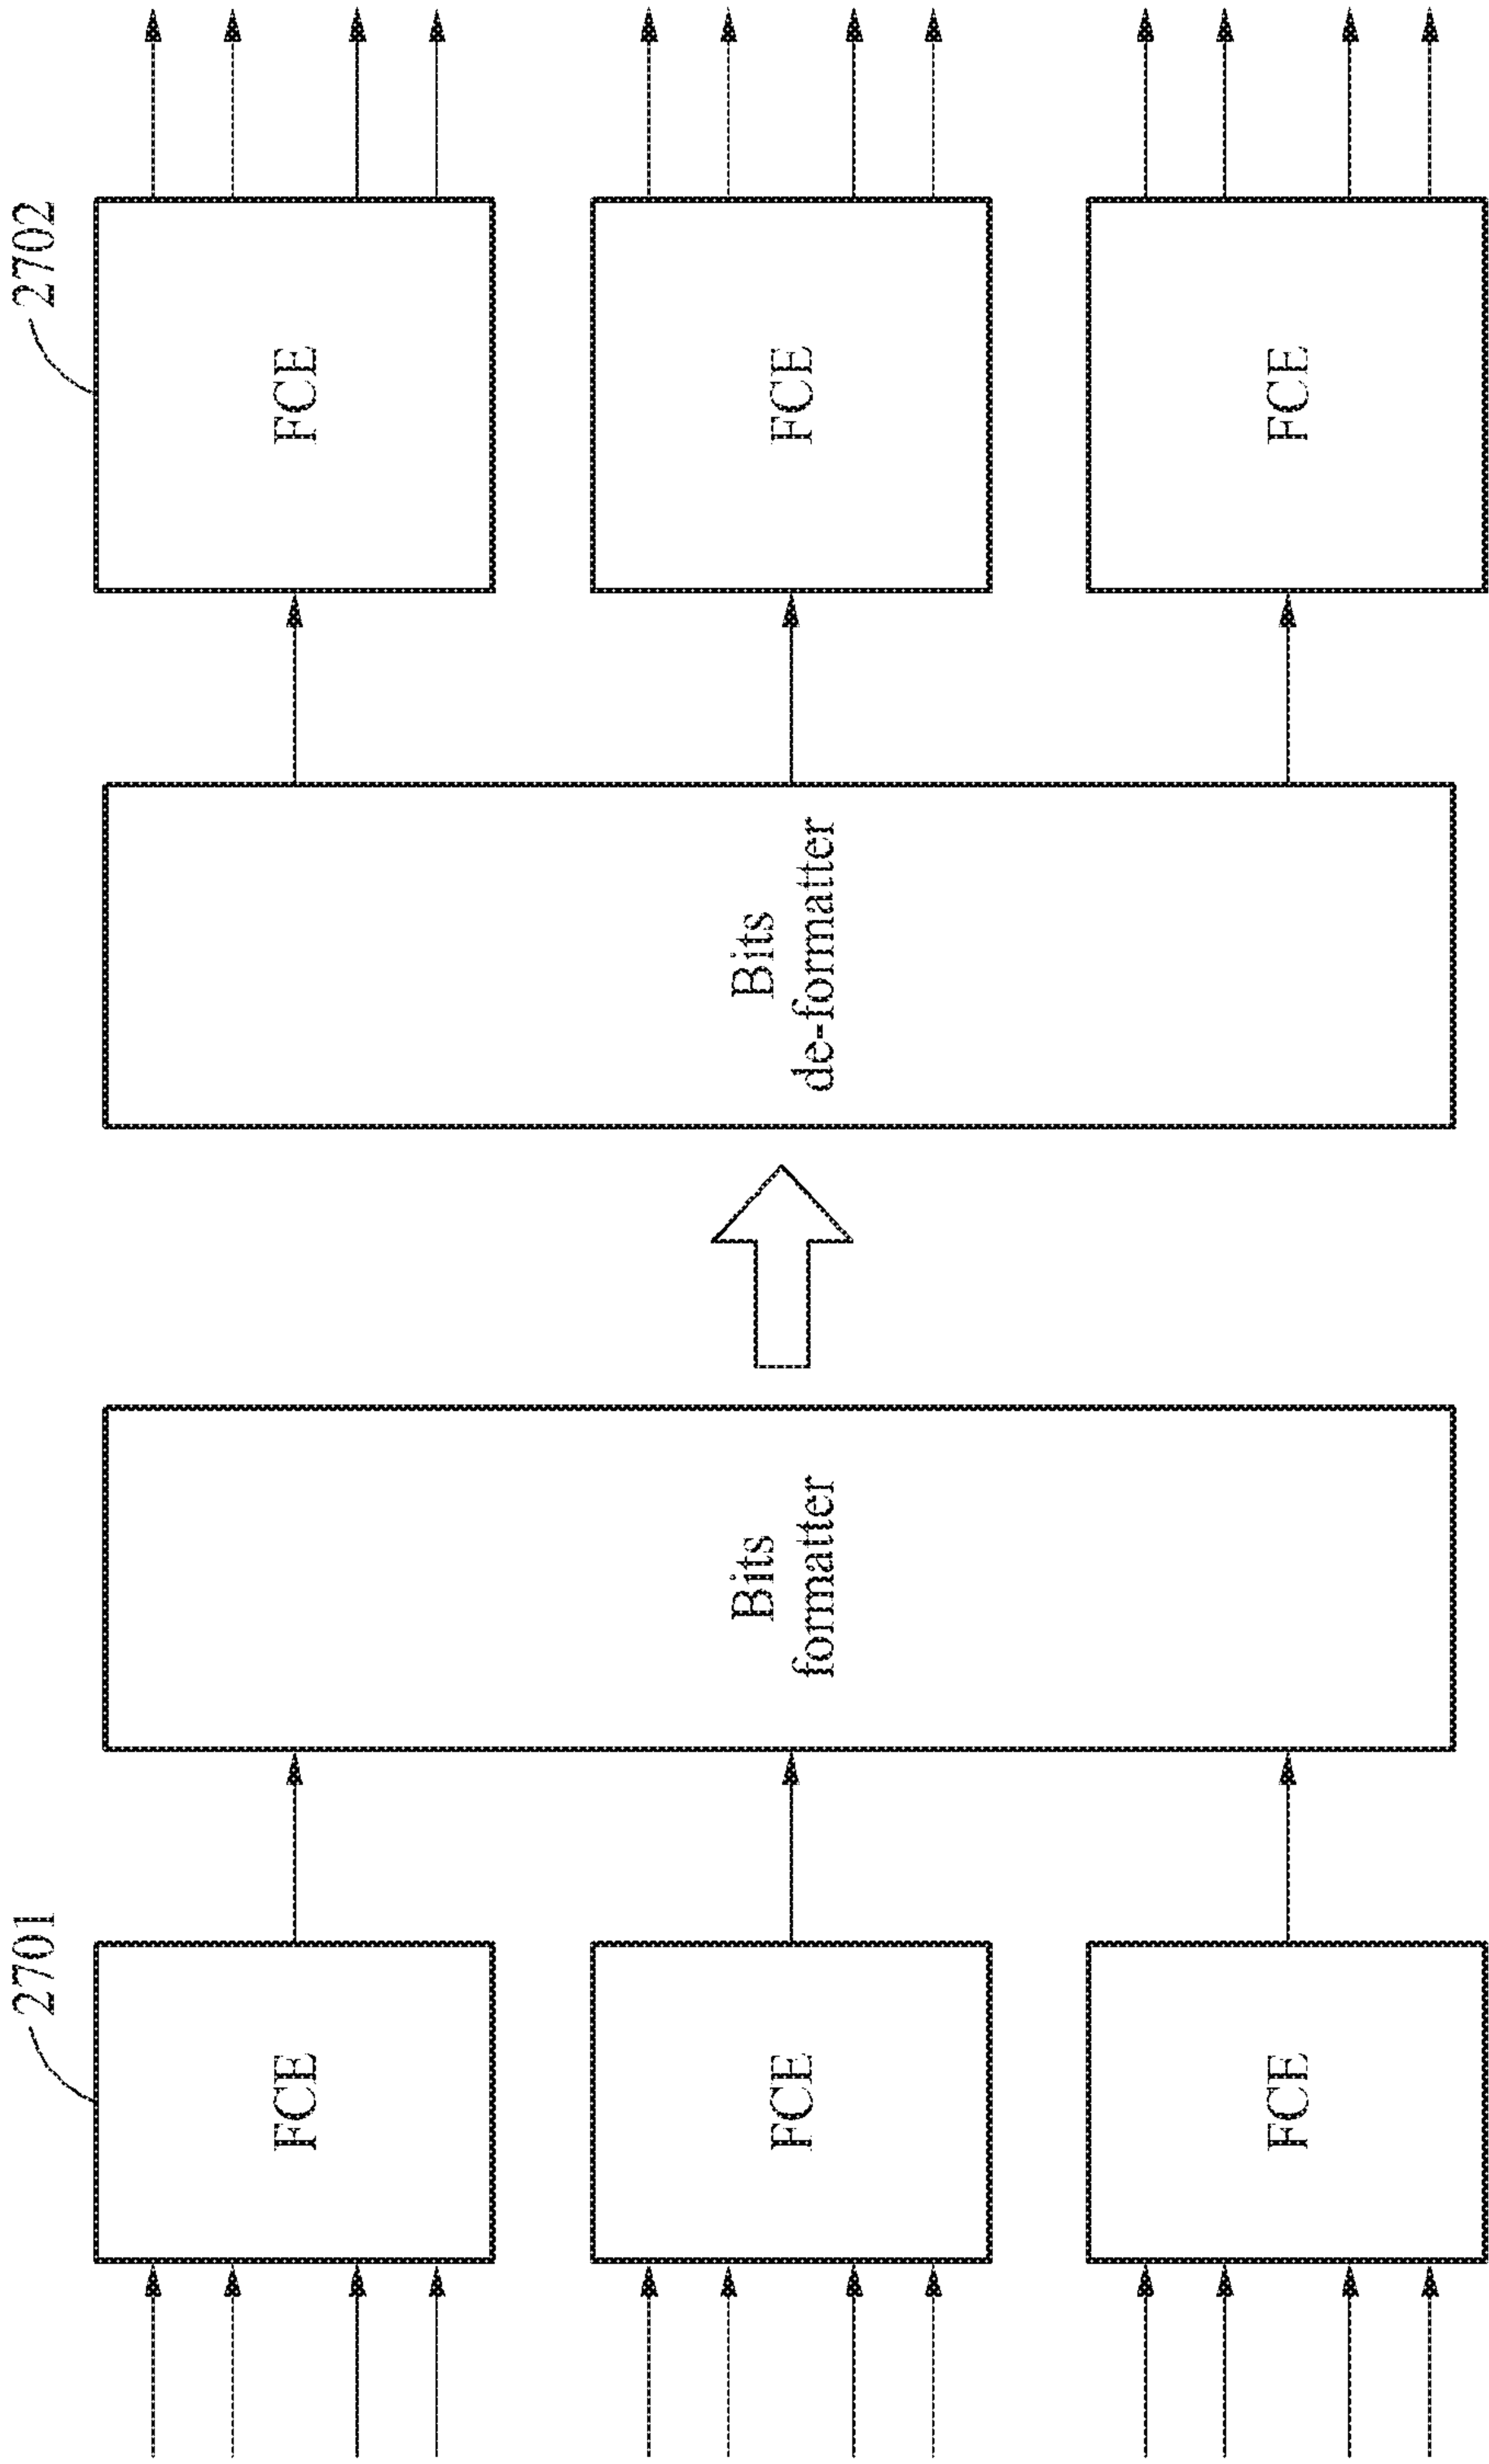 2701
FCE
FCE
FCE
Bits
formatter
Bits
de-formatter
2702
FCE
FCE
FCE